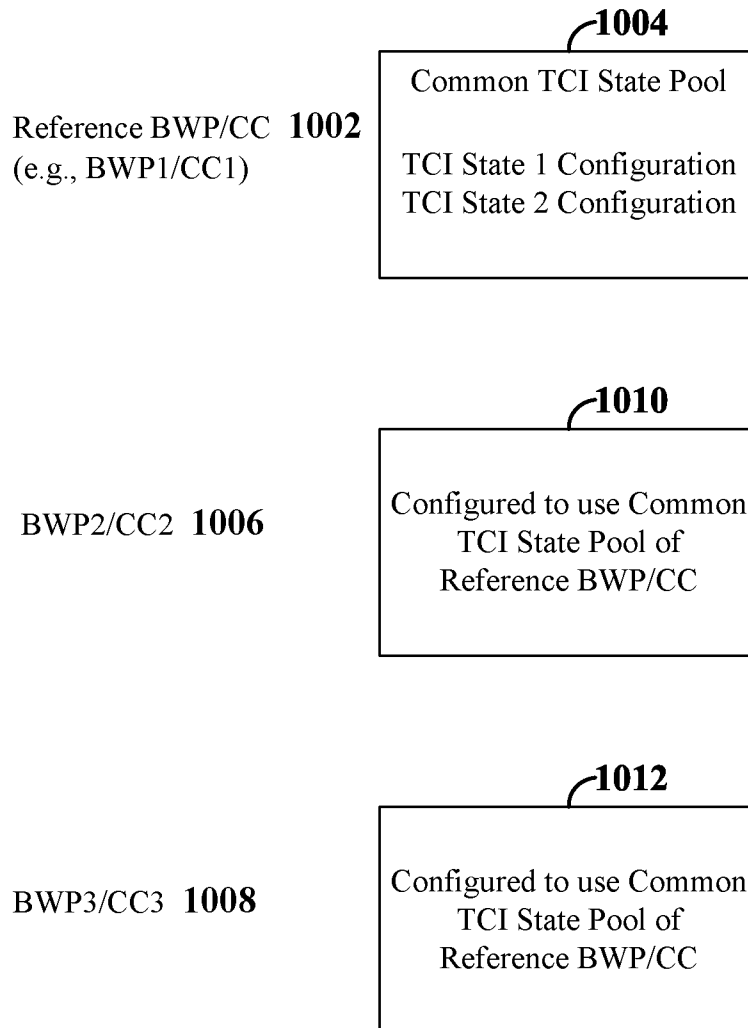 1004
Common TCI State Pool
Reference BWP/CC 1002
(e.g., BWP1/CC1)
TCI State 1 Configuration
TCI State 2 Configuration
1010
BWP2/CC2 1006
Configured to use Common
TCI State Pool of
Reference BWP/CC
1012
BWP3/CC3 1008
Configured to use Common
TCI State Pool of
Reference BWP/CC